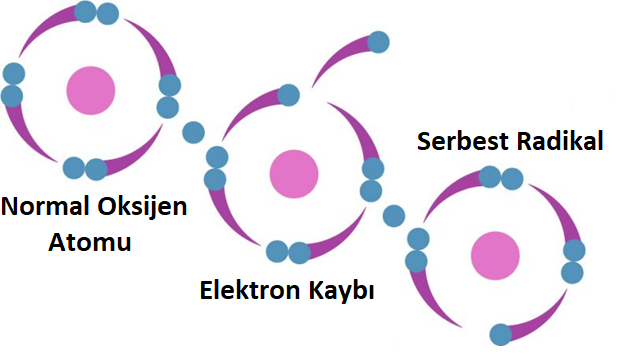 Normal Oksijen
Atomu
Elektron Kaybı
Serbest Radikal